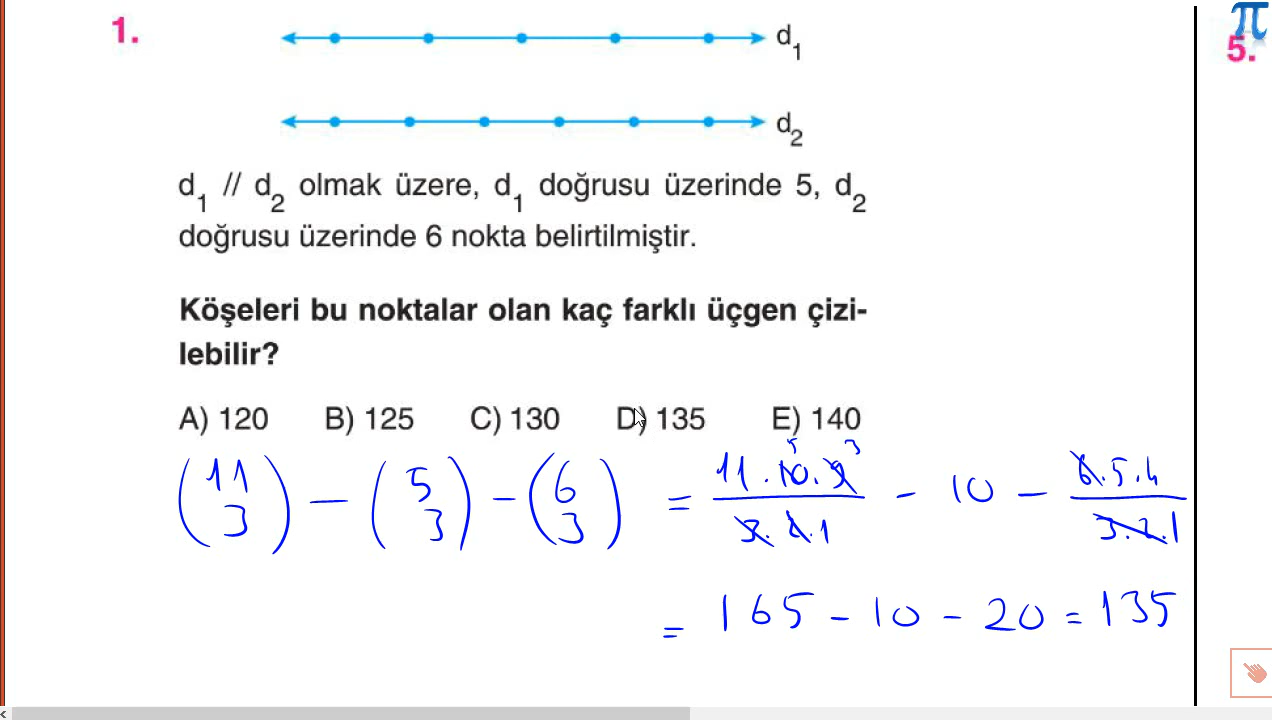 1.
d1
d2
π
5.
d1 // d2 olmak üzere, d1 doğrusu üzerinde 5, d2
doğrusu üzerinde 6 nokta belirtilmiştir.
Köşeleri bu noktalar olan kaç farklı üçgen çizi-
lebilir?
A) 120 B) 125 C) 130 D) 135 E) 140
(11 3) − (5 3) − (6 3) = 11.10.9 5 3 / 3.2.1 − 10 − 6.5.4 / 3.2.1
= 165 − 10 − 20 = 135